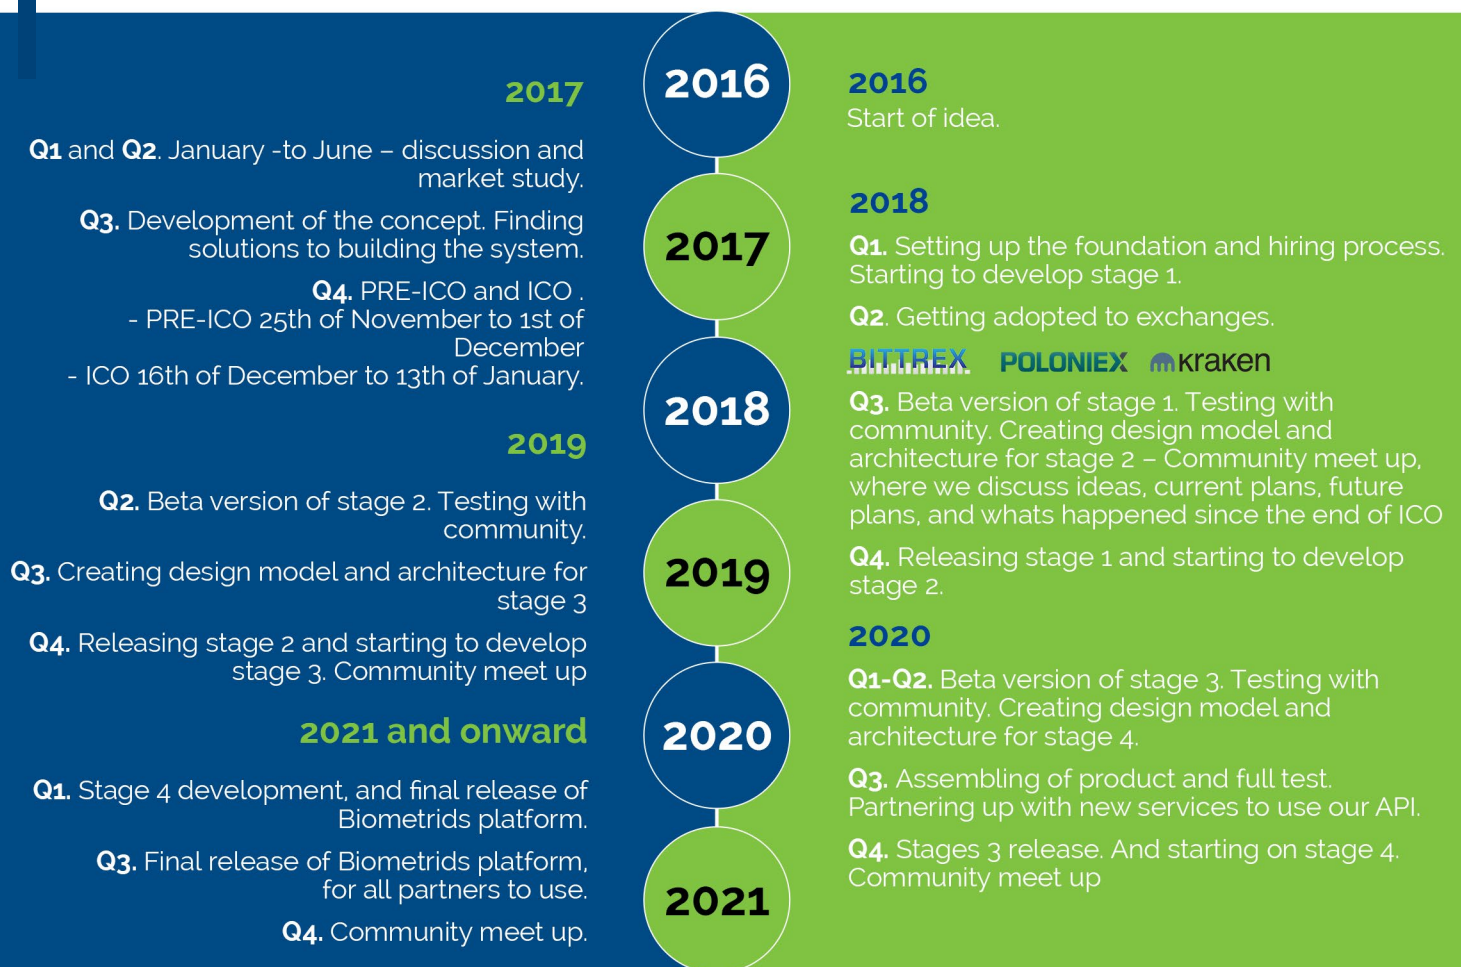 2017
Q1 and Q2. January -to June – discussion and
market study.
Q3. Development of the concept. Finding
solutions to building the system.
Q4. PRE-ICO and ICO .
- PRE-ICO 25th of November to 1st of
December
- ICO 16th of December to 13th of January.
2019
Q2. Beta version of stage 2. Testing with
community.
Q3. Creating design model and architecture for
stage 3
Q4. Releasing stage 2 and starting to develop
stage 3. Community meet up
2021 and onward
Q1. Stage 4 development, and final release of
Biometrids platform.
Q3. Final release of Biometrids platform,
for all partners to use.
Q4. Community meet up.
2016
2017
2018
2019
2020
2021
2016
Start of idea.
2018
Q1. Setting up the foundation and hiring process.
Starting to develop stage 1.
Q2. Getting adopted to exchanges.
BITTREX POLONIEX kraken
Q3. Beta version of stage 1. Testing with
community. Creating design model and
architecture for stage 2 – Community meet up,
where we discuss ideas, current plans, future
plans, and whats happened since the end of ICO
Q4. Releasing stage 1 and starting to develop
stage 2.
2020
Q1-Q2. Beta version of stage 3. Testing with
community. Creating design model and
architecture for stage 4.
Q3. Assembling of product and full test.
Partnering up with new services to use our API.
Q4. Stages 3 release. And starting on stage 4.
Community meet up